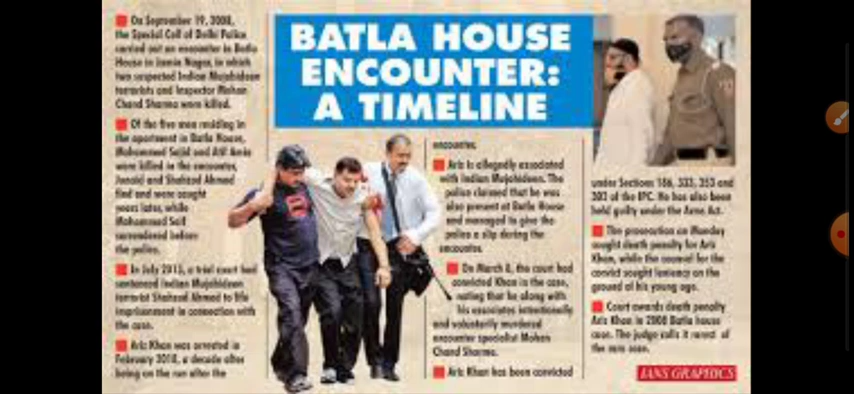 BATLA HOUSE
ENCOUNTER:
A TIMELINE
On September 19, 2008,
the Special Cell of Delhi Police
carried out an encounter in Batla
House in Jamia Nagar, in which
two suspected Indian Mujahideen
terrorists and Inspector Mohan
Chand Sharma were killed.
Of the five men residing in
the apartment in Batla House,
Mohammed Sajid and Atif Amin
were killed in the encounter,
Junaid and Shahzad Ahmed
fled and were caught
years later, while
Mohammad Saif
surrendered before
the police.
In July 2013, a trial court had
sentenced Indian Mujahideen
terrorist Shahzad Ahmed to life
imprisonment in connection with
the case.
Ariz Khan was arrested in
February 2018, a decade after
being on the run after the
encounter.
Ariz is allegedly associated
with Indian Mujahideen. The
police claimed that he was
also present at Batla House
and managed to give the
police a slip during the
encounter.
On March 8, the court had
convicted Khan in the case,
noting that he along with
his associates intentionally
and voluntarily murdered
encounter specialist Mohan
Chand Sharma.
Ariz Khan has been convicted
under Sections 186, 333, 353 and
302 of the IPC. He has also been
held guilty under the Arms Act.
The prosecution on Monday
sought death penalty for Ariz
Khan, while the counsel for the
convict sought leniency on the
ground of his young age.
Court awards death penalty
Ariz Khan in 2008 Batla house
case. The judge calls it rarest of
the rare case.
IANS GRAPHICS